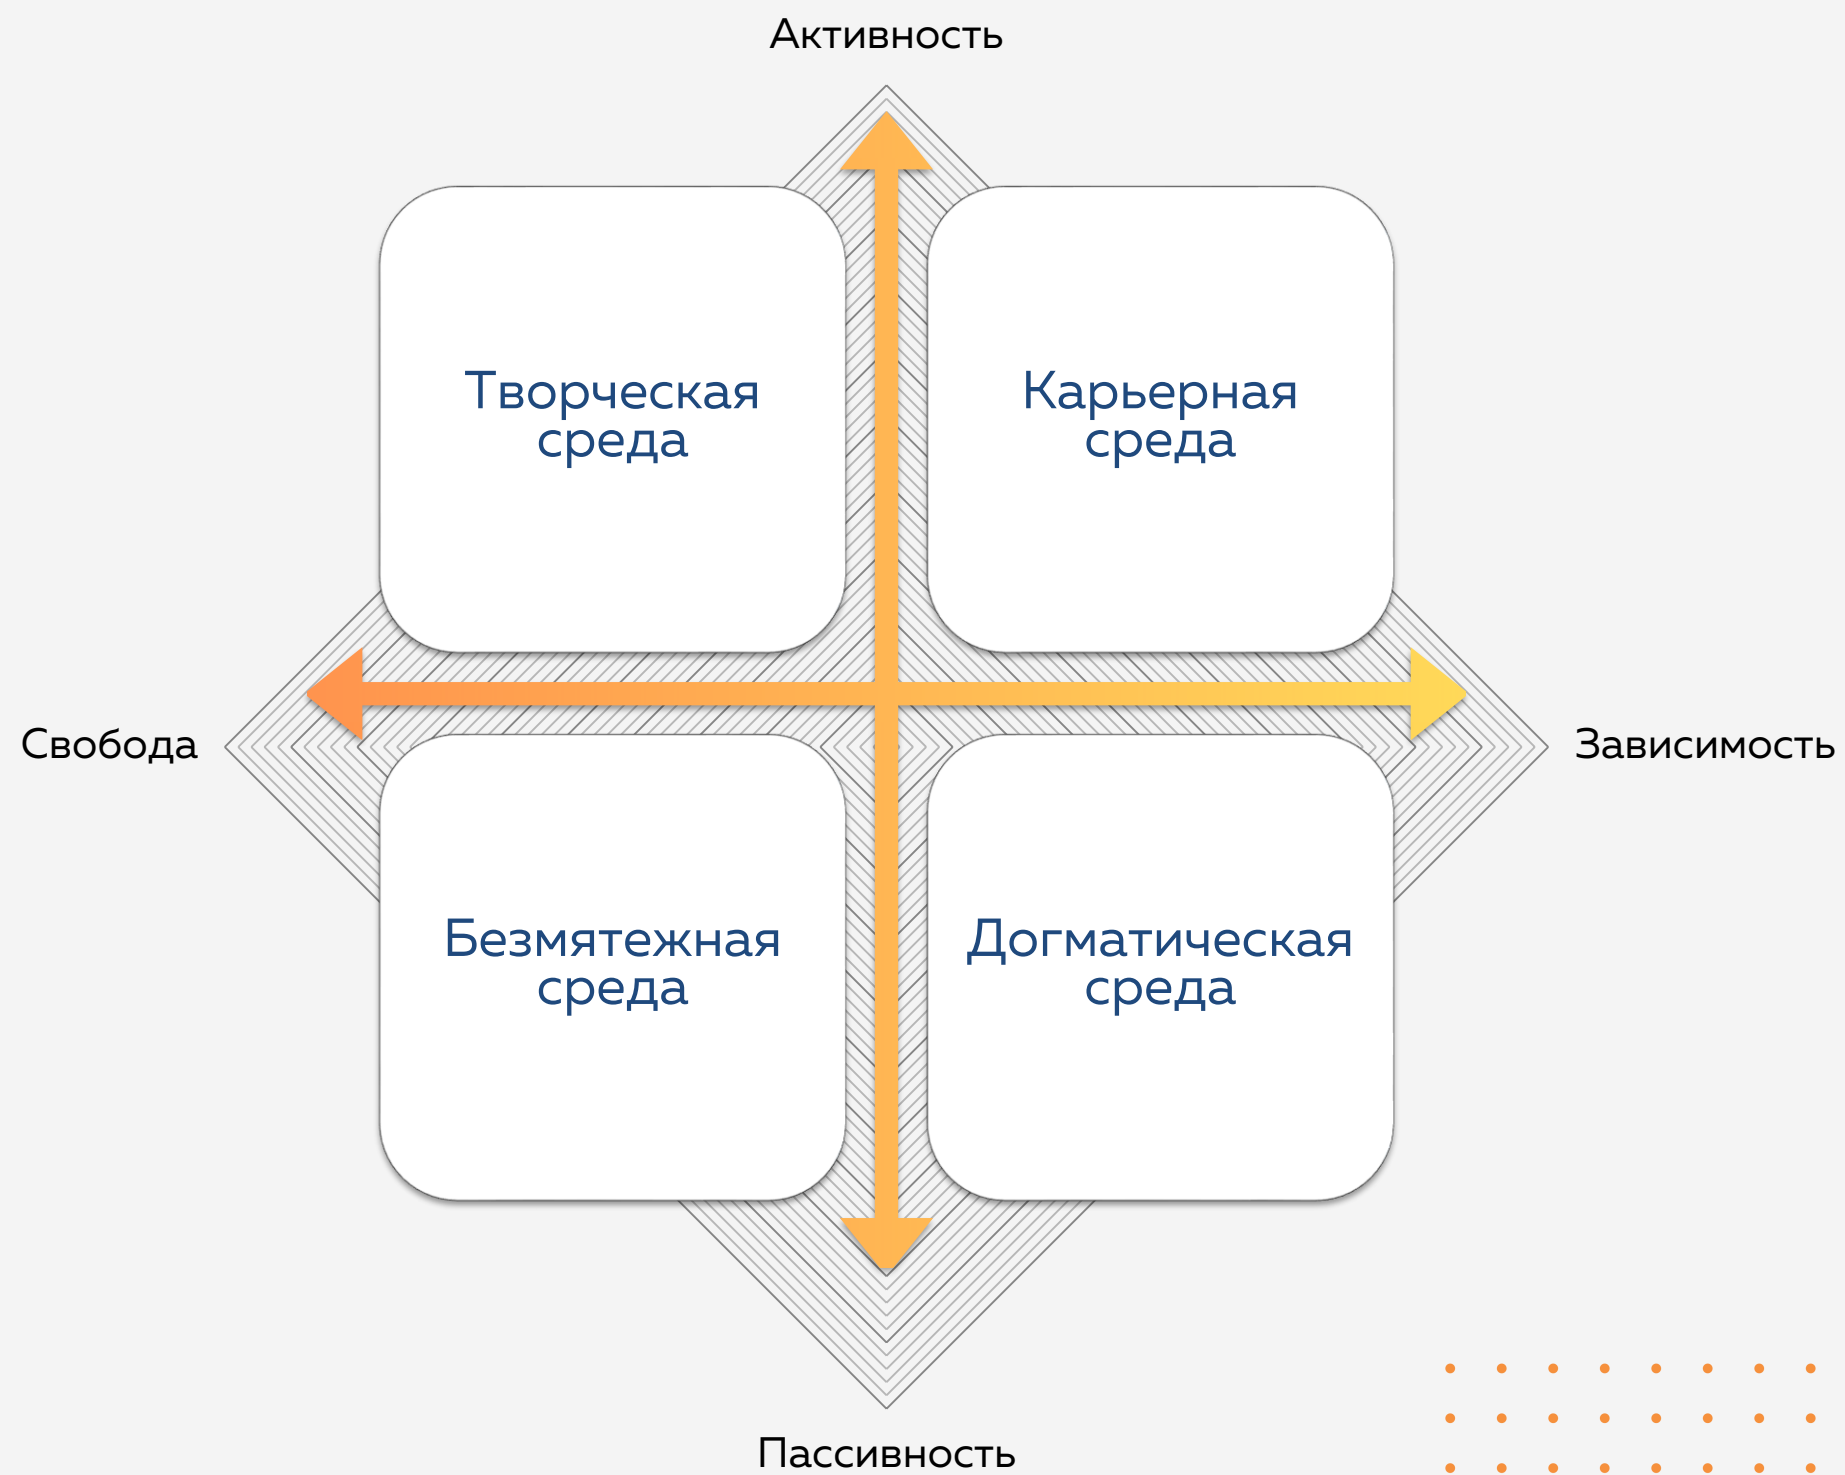 Активность
Творческая
среда
Карьерная
среда
Свобода
Зависимость
Безмятежная
среда
Догматическая
среда
Пассивность